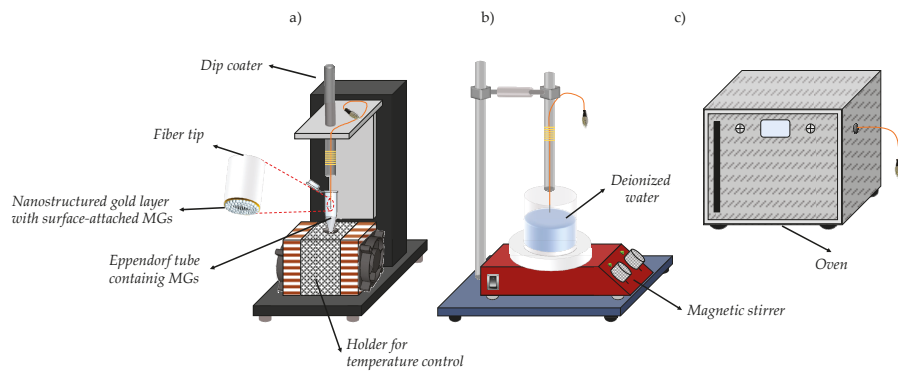 a)
b)
c)
Dip coater
Fiber tip
Nanostructured gold layer
with surface-attached MGs
Eppendorf tube
containig MGs
Holder for
temperature control
Deionized
water
Magnetic stirrer
Oven